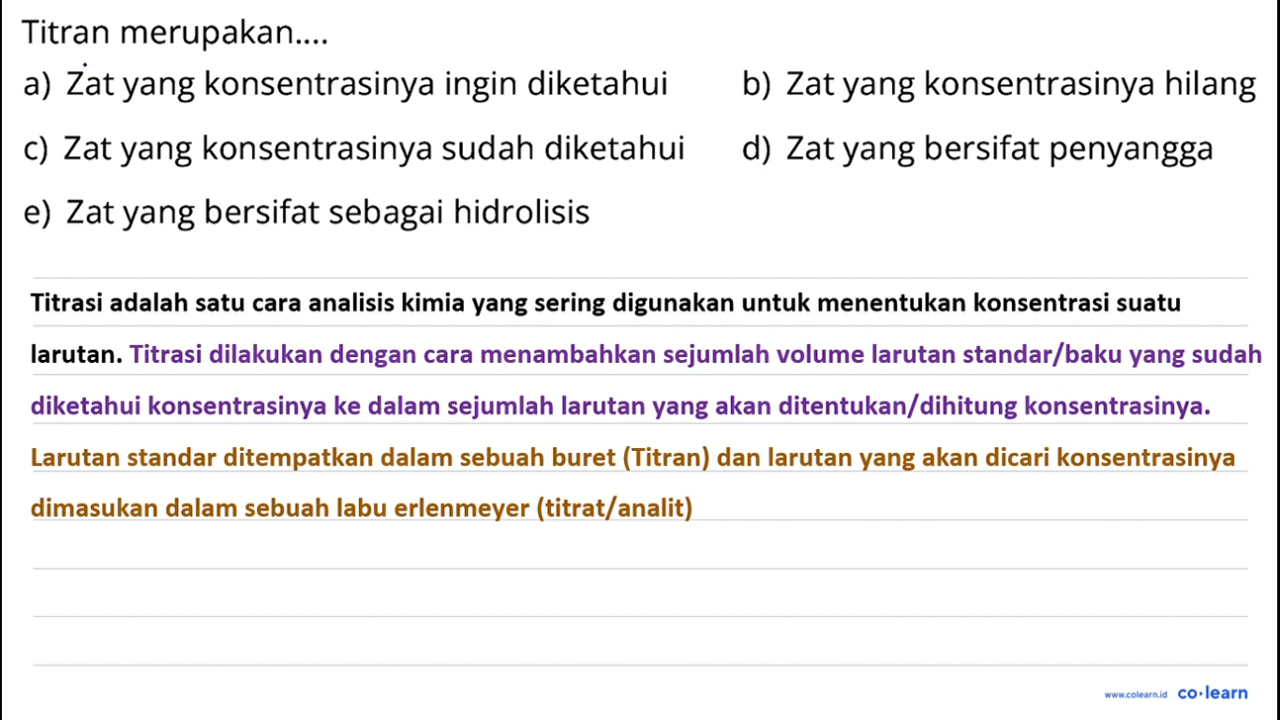 Titran merupakan....
a) Zat yang konsentrasinya ingin diketahui b) Zat yang konsentrasinya hilang
c) Zat yang konsentrasinya sudah diketahui d) Zat yang bersifat penyangga
e) Zat yang bersifat sebagai hidrolisis
Titrasi adalah satu cara analisis kimia yang sering digunakan untuk menentukan konsentrasi suatu
larutan. Titrasi dilakukan dengan cara menambahkan sejumlah volume larutan standar/baku yang sudah
diketahui konsentrasinya ke dalam sejumlah larutan yang akan ditentukan/dihitung konsentrasinya.
Larutan standar ditempatkan dalam sebuah buret (Titran) dan larutan yang akan dicari konsentrasinya
dimasukan dalam sebuah labu erlenmeyer (titrat/analit)
www.colearn.id co·learn